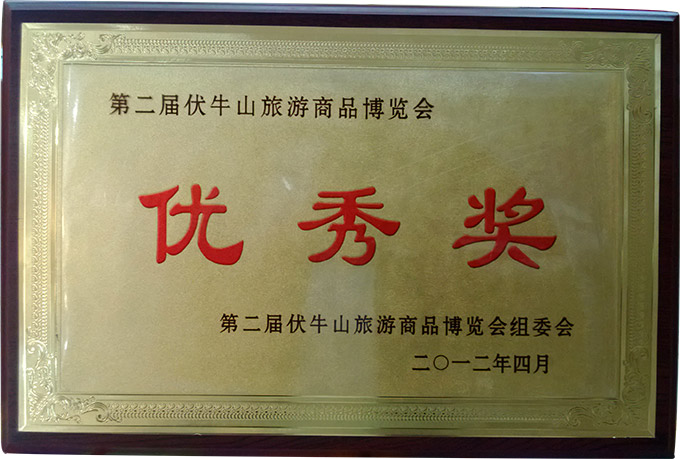 第二届伏牛山旅游商品博览会
优秀奖
第二届伏牛山旅游商品博览会组委会
二〇一二年四月